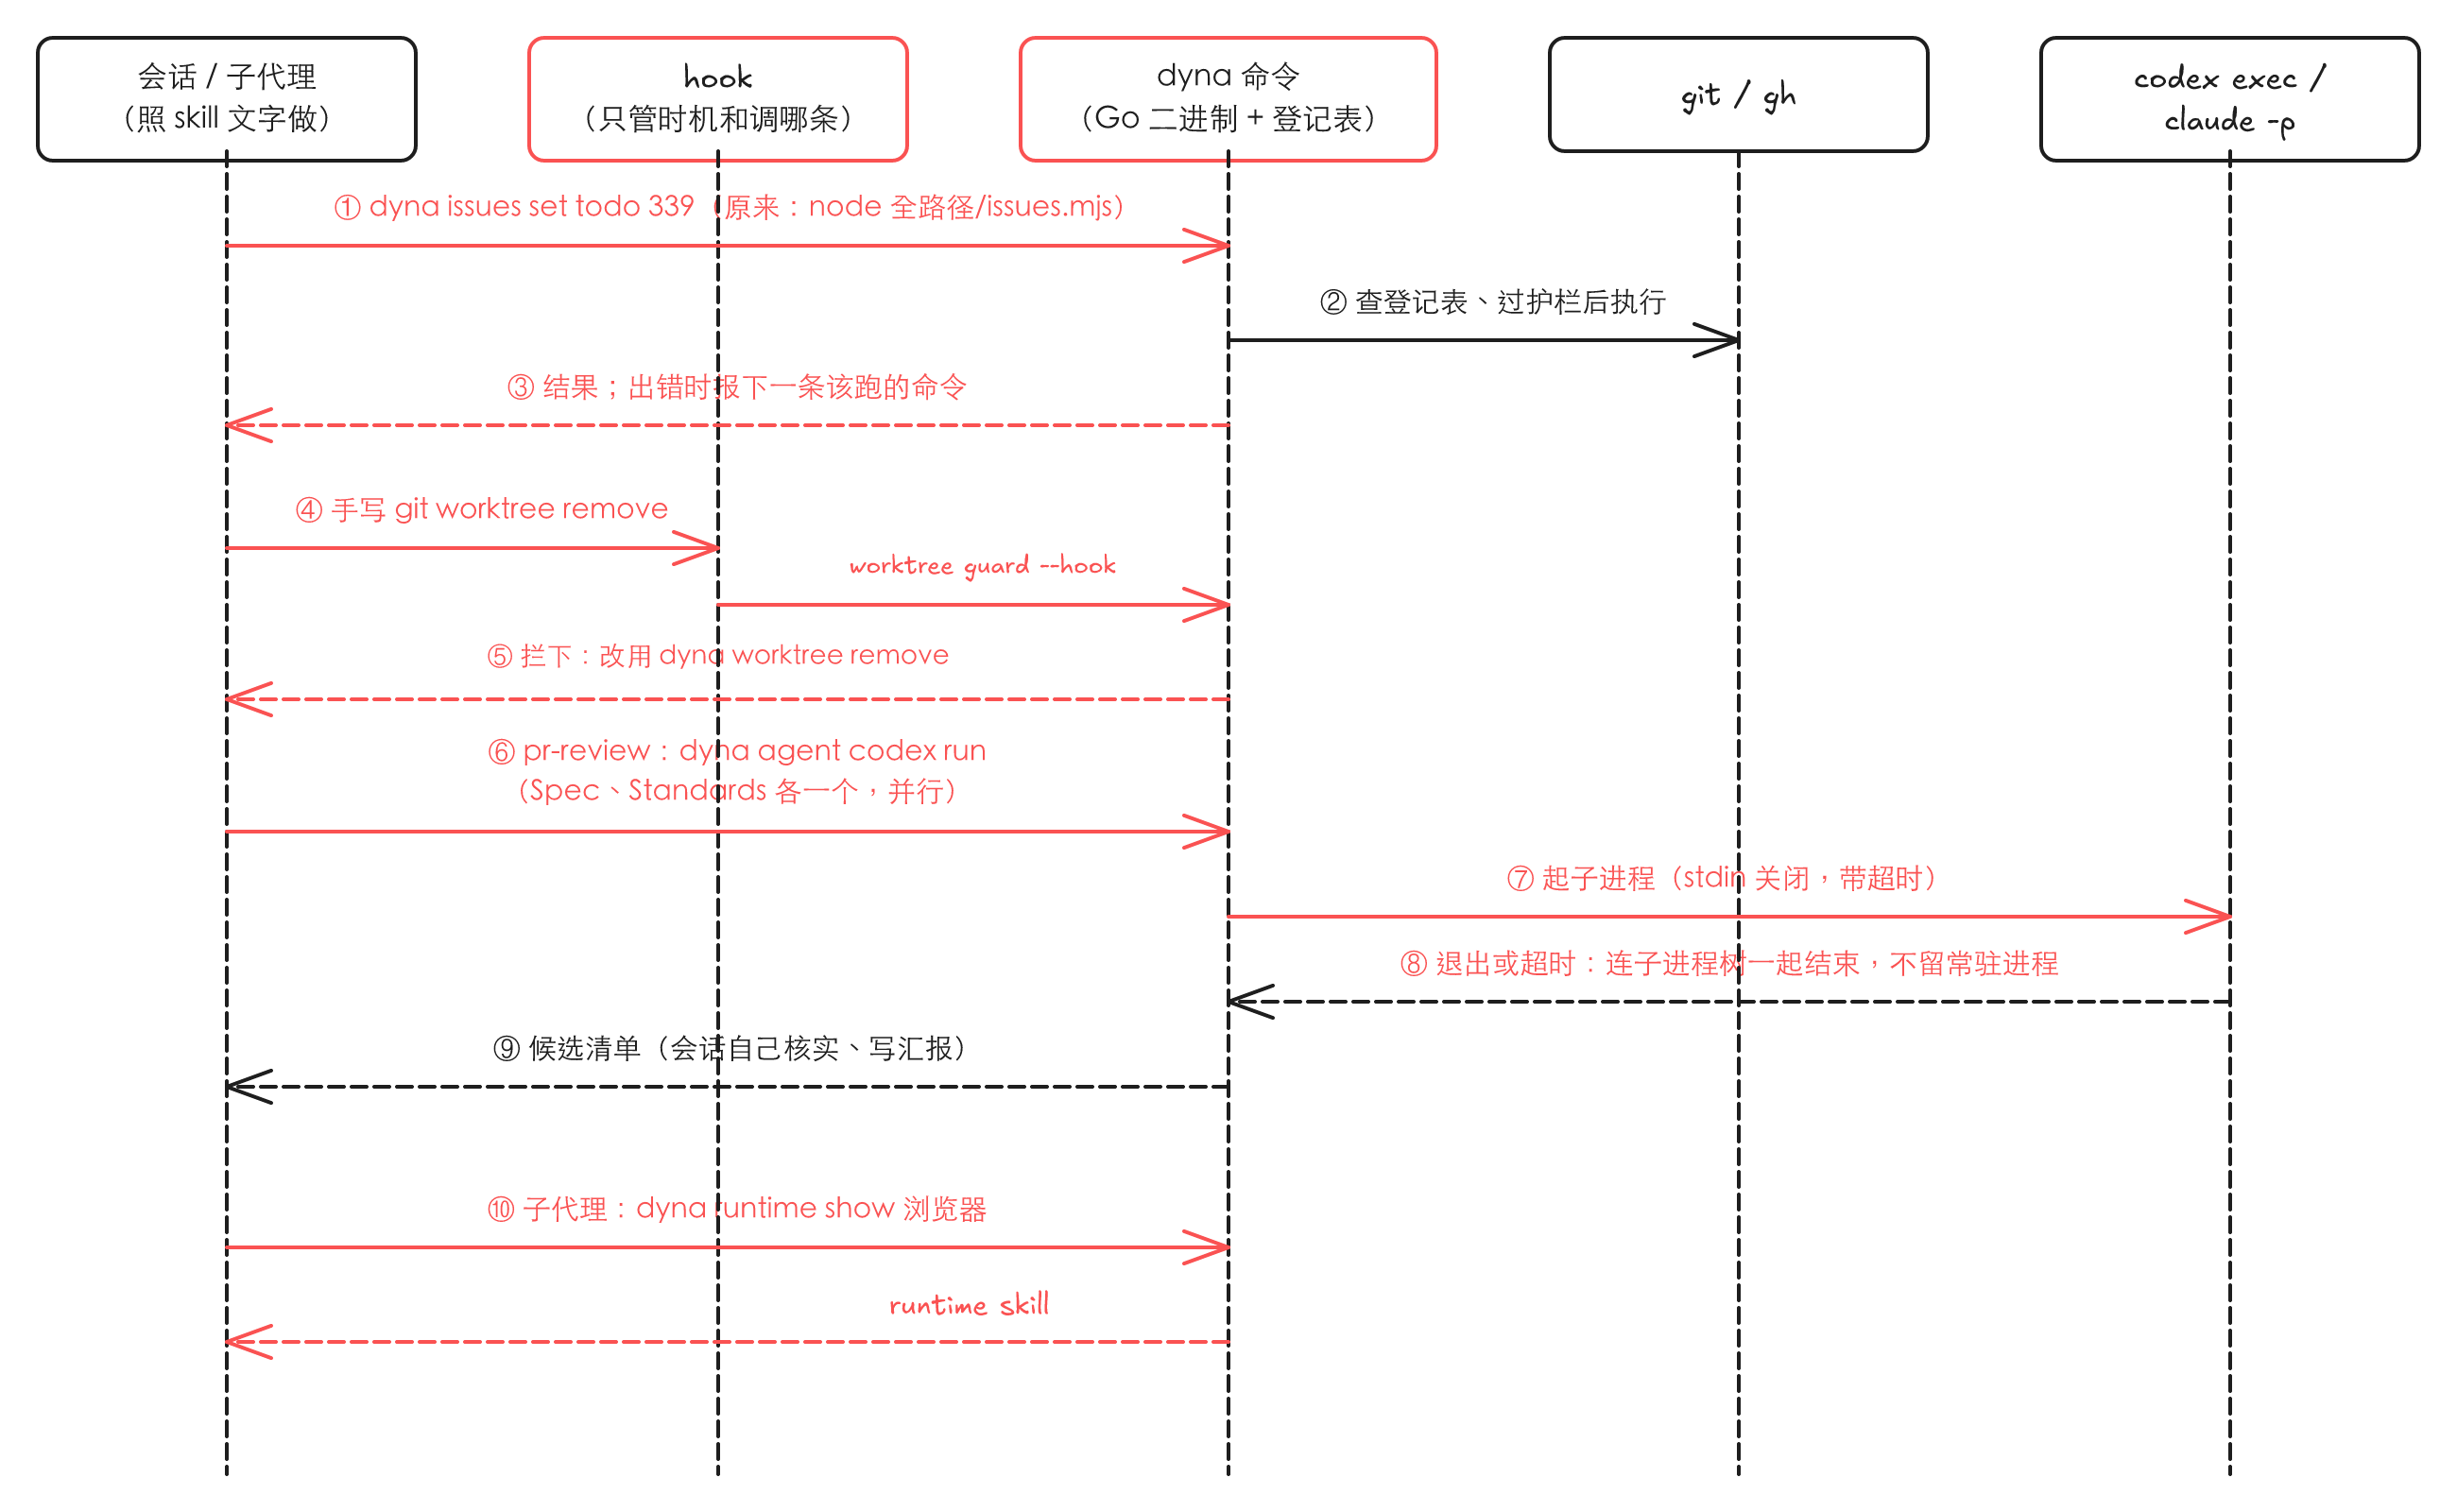 会话 / 子代理
（照 skill 文字做）
hook
（只管时机和调哪条）
dyna 命令
（Go 二进制 + 登记表）
git / gh
codex exec /
claude -p
① dyna issues set todo 339（原来：node 全路径/issues.mjs）
② 查登记表、过护栏后执行
③ 结果；出错时报下一条该跑的命令
④ 手写 git worktree remove
worktree guard --hook
⑤ 拦下：改用 dyna worktree remove
⑥ pr-review：dyna agent codex run
（Spec、Standards 各一个，并行）
⑦ 起子进程（stdin 关闭，带超时）
⑧ 退出或超时：连子进程树一起结束，不留常驻进程
⑨ 候选清单（会话自己核实、写汇报）
⑩ 子代理：dyna runtime show 浏览器
runtime skill